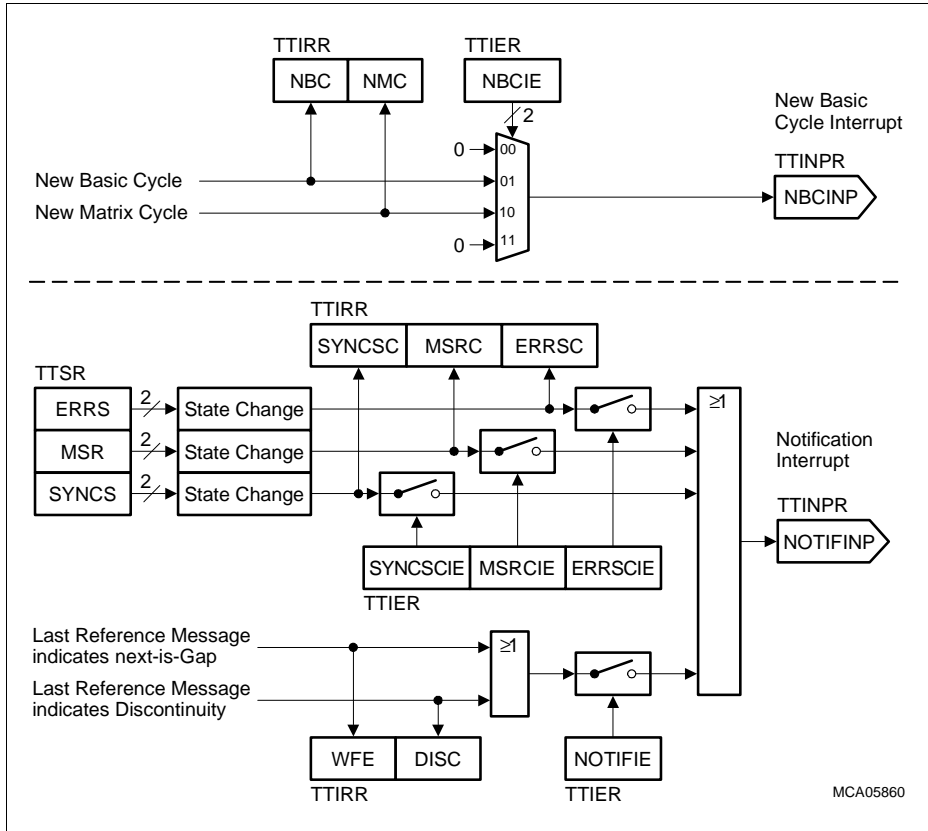 TTIRR
TTIER
NBC
NMC
NBCIE
2
New Basic
Cycle Interrupt
0
00
TTINPR
New Basic Cycle
01
NBCINP
New Matrix Cycle
10
0
11
TTIRR
SYNCSC
MSRC
ERRSC
TTSR
ERRS
2
State Change
≥1
MSR
2
State Change
Notification
Interrupt
SYNCS
2
State Change
TTINPR
NOTIFINP
SYNCSCIE
MSRCIE
ERRSCIE
TTIER
Last Reference Message
indicates next-is-Gap
≥1
Last Reference Message
indicates Discontinuity
WFE
DISC
NOTIFIE
TTIRR
TTIER
MCA05860